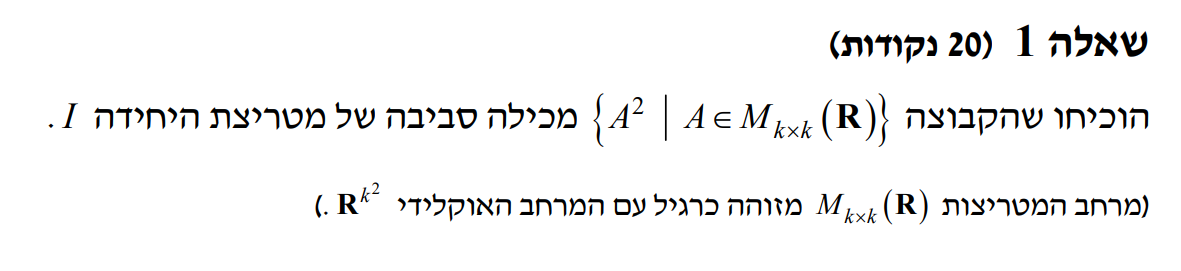 שאלה 1 (20 נקודות)
הוכיחו שהקבוצה {A² | A ∈ M_{k×k}(R)} מכילה סביבה של מטריצת היחידה I .
(מרחב המטריצות M_{k×k}(R) מזוהה כרגיל עם המרחב האוקלידי R^{k²} .)